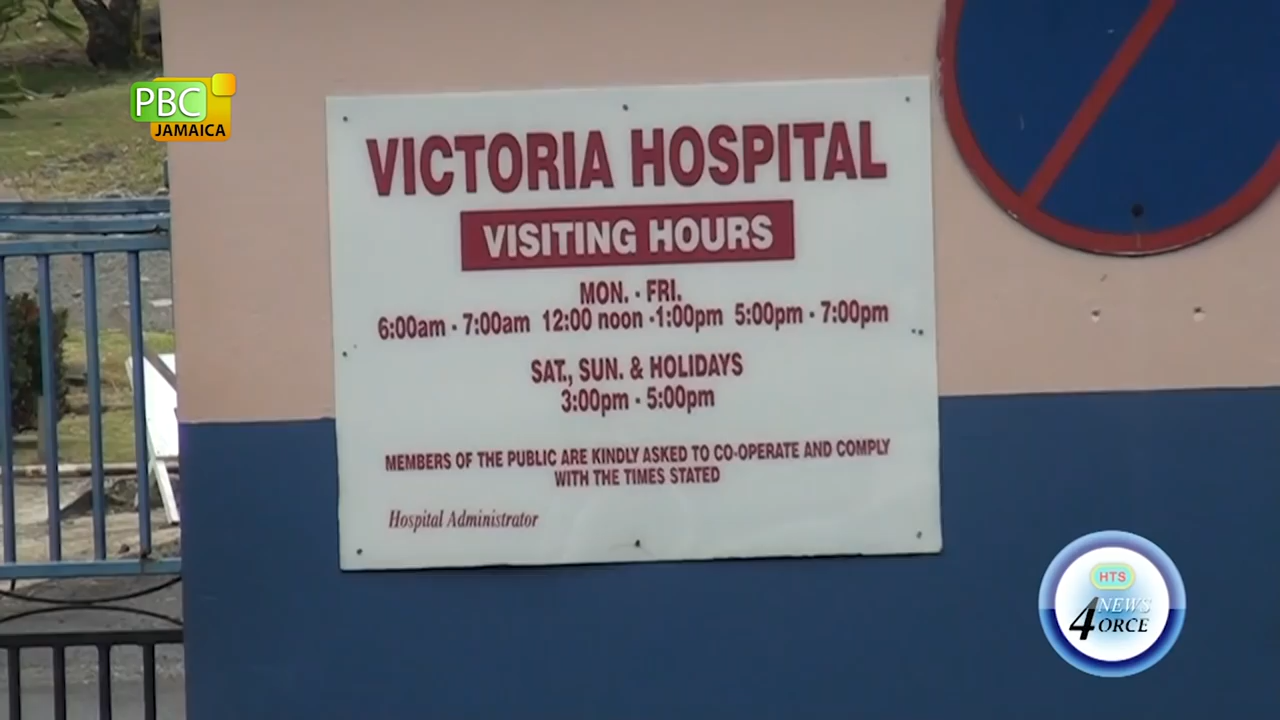 PBC
JAMAICA
VICTORIA HOSPITAL
VISITING HOURS
MON. - FRI.
6:00am - 7:00am 12:00 noon -1:00pm 5:00pm - 7:00pm
SAT., SUN. & HOLIDAYS
3:00pm - 5:00pm
MEMBERS OF THE PUBLIC ARE KINDLY ASKED TO CO-OPERATE AND COMPLY
WITH THE TIMES STATED
Hospital Administrator
HTS
NEWS
4ORCE